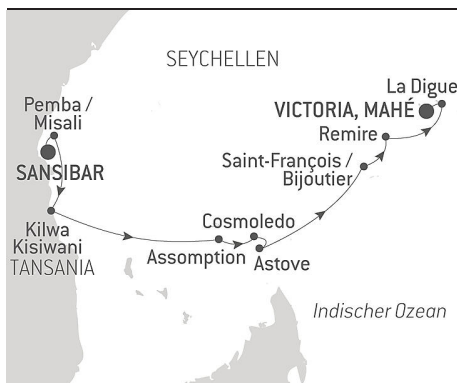 SEYCHELLEN
La Digue
Pemba /
Misali
VICTORIA, MAHÉ
Remire
Saint-François /
Bijoutier
SANSIBAR
Cosmoledo
Kilwa
Kisiwani
TANSANIA
Assomption
Astove
Indischer Ozean